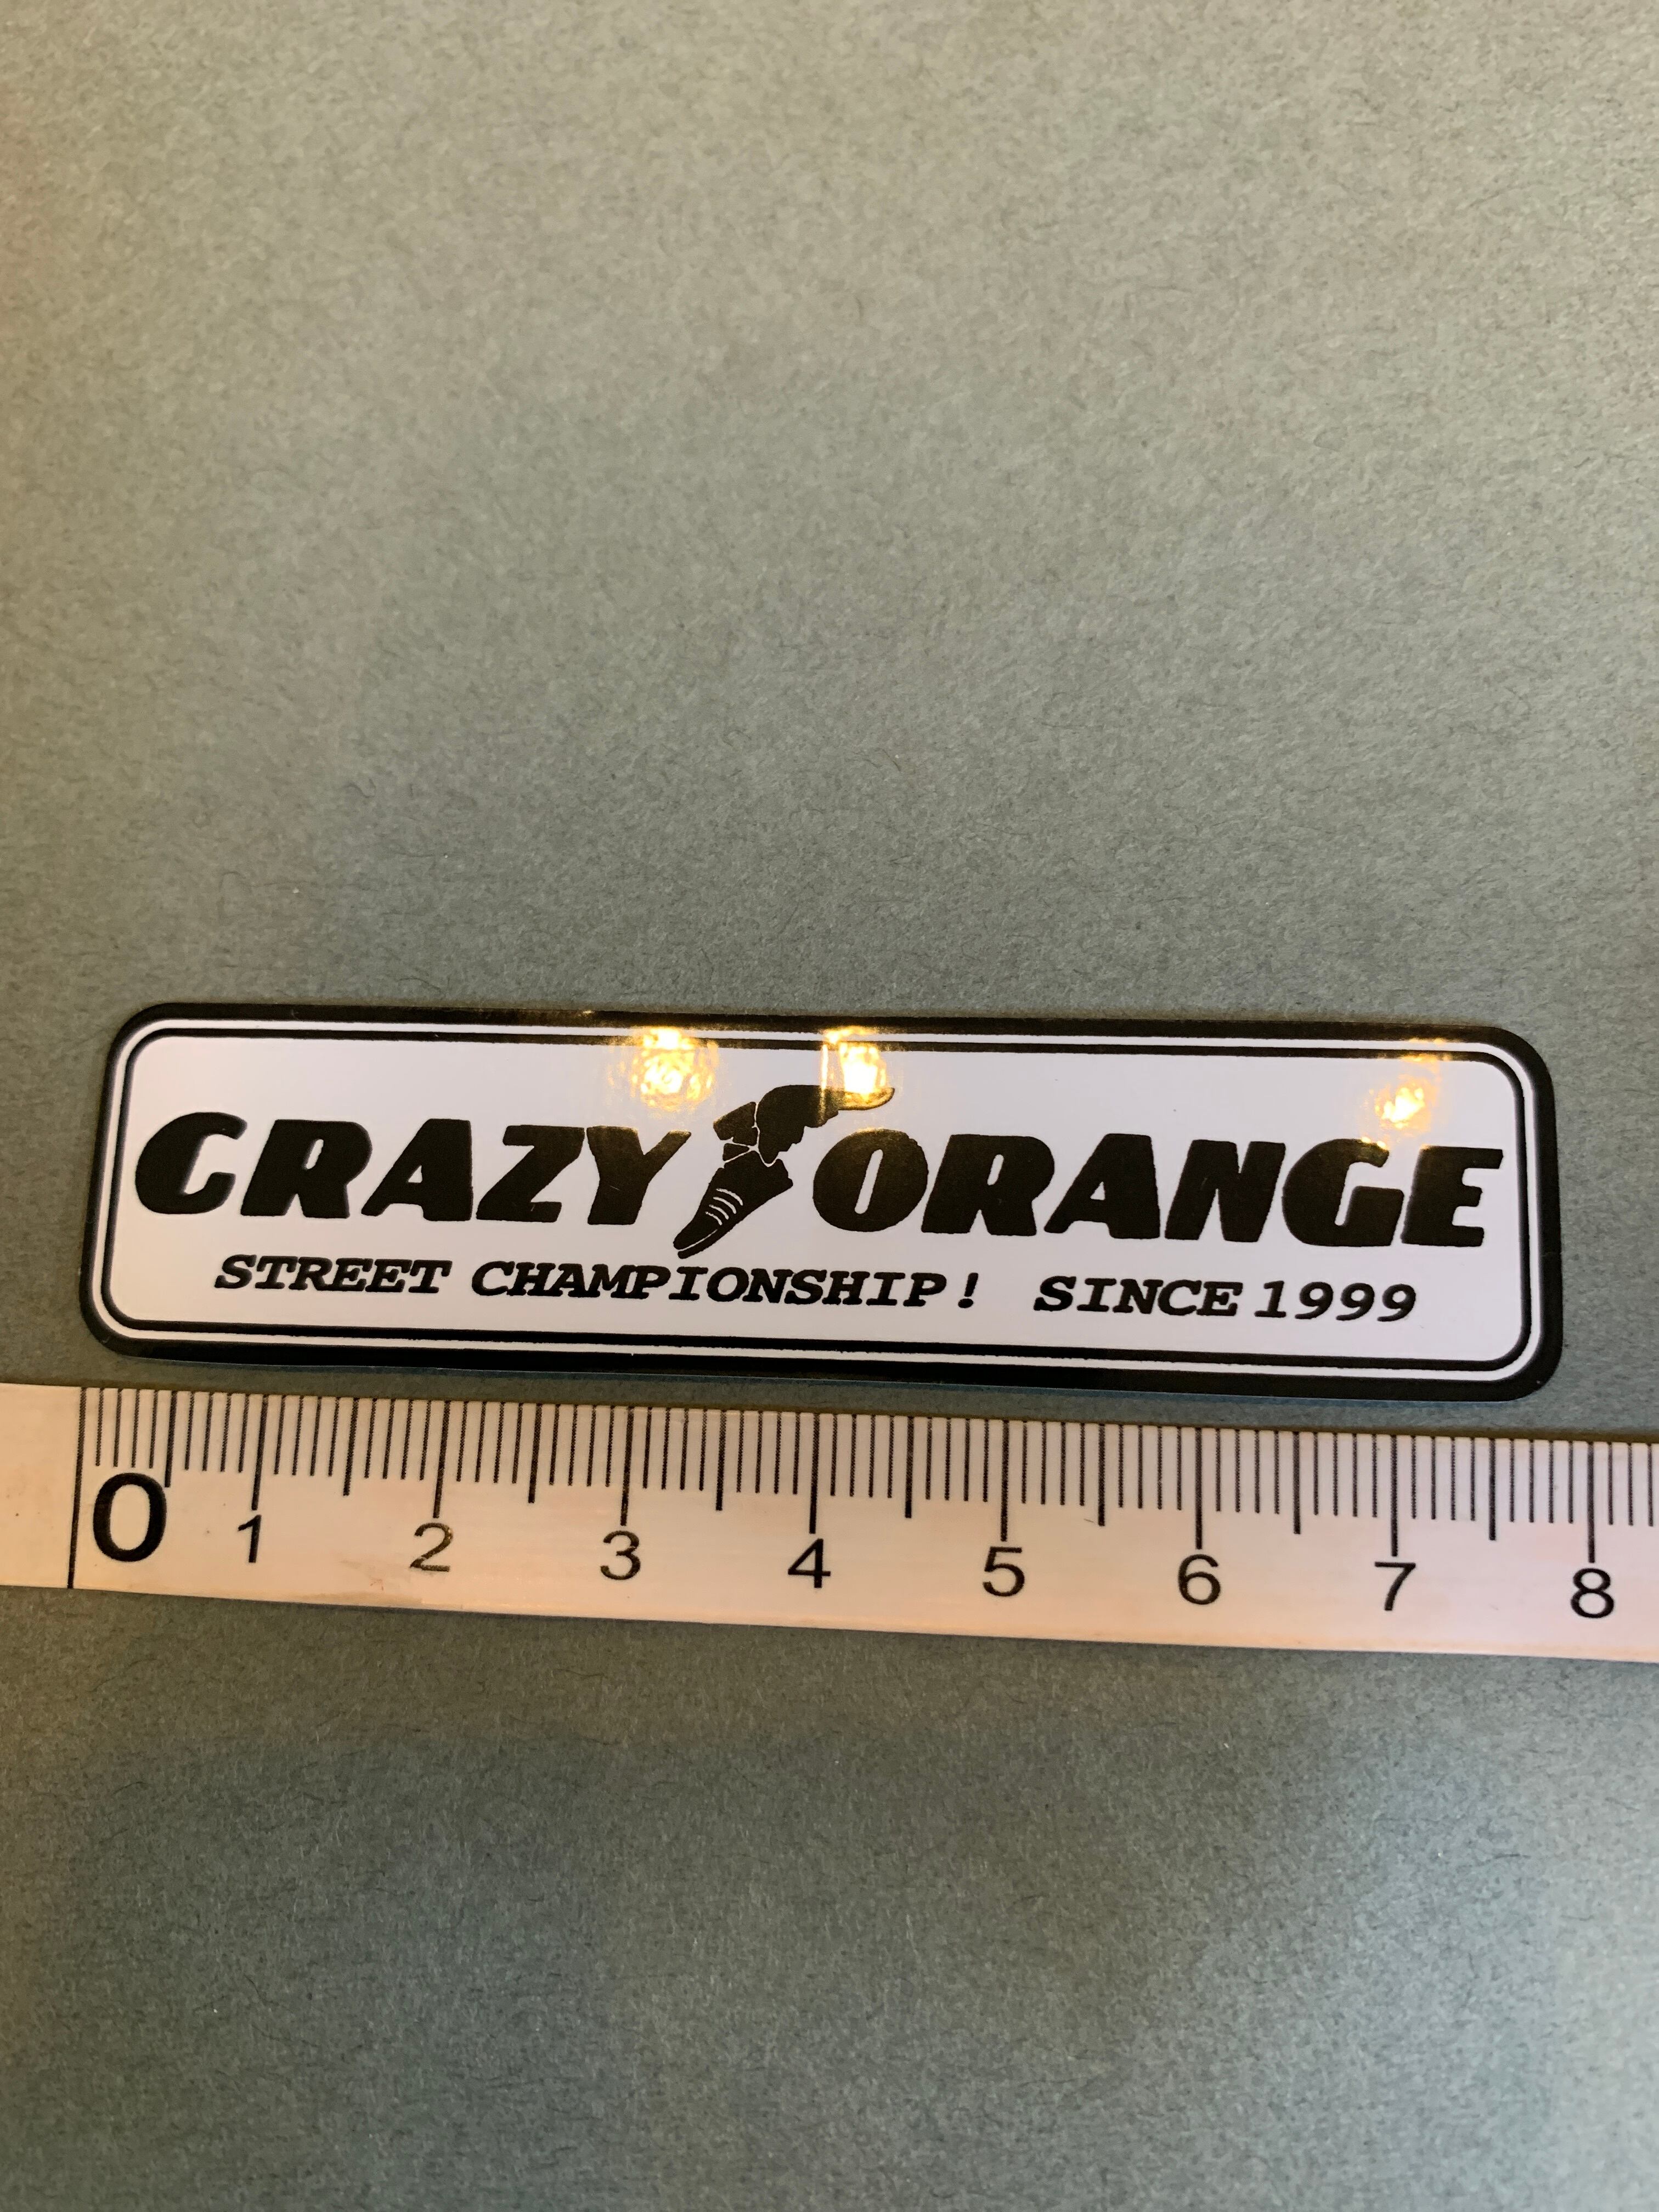 CRAZY ORANGE
STREET CHAMPIONSHIP! SINCE 1999
0 1 2 3 4 5 6 7 8